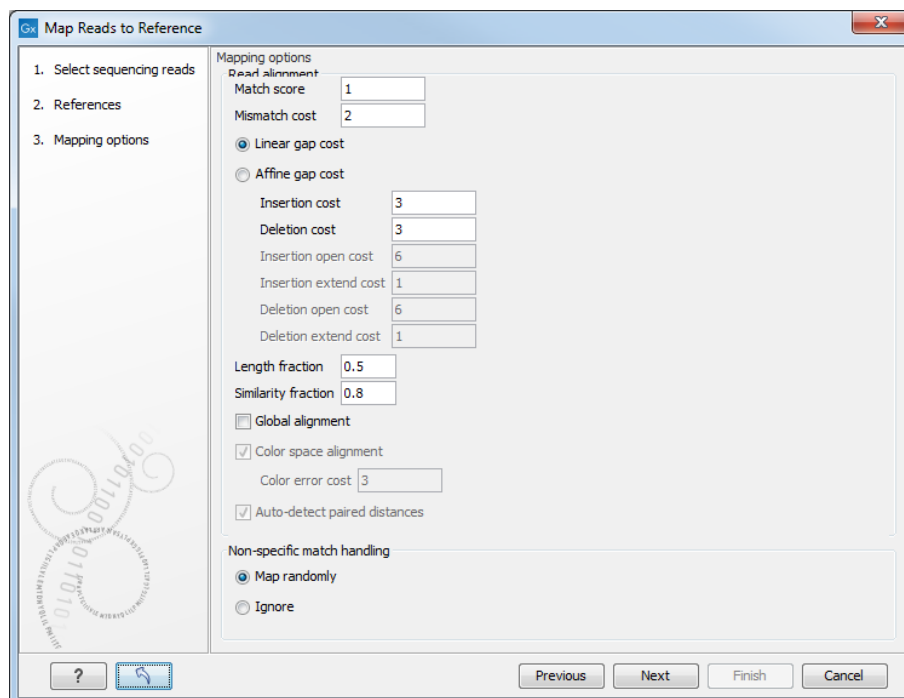 Gx Map Reads to Reference
1. Select sequencing reads
2. References
3. Mapping options
Mapping options
Read alignment
Match score 1
Mismatch cost 2
Linear gap cost
Affine gap cost
Insertion cost 3
Deletion cost 3
Insertion open cost 6
Insertion extend cost 1
Deletion open cost 6
Deletion extend cost 1
Length fraction 0.5
Similarity fraction 0.8
Global alignment
Color space alignment
Color error cost 3
Auto-detect paired distances
Non-specific match handling
Map randomly
Ignore
? Previous Next Finish Cancel